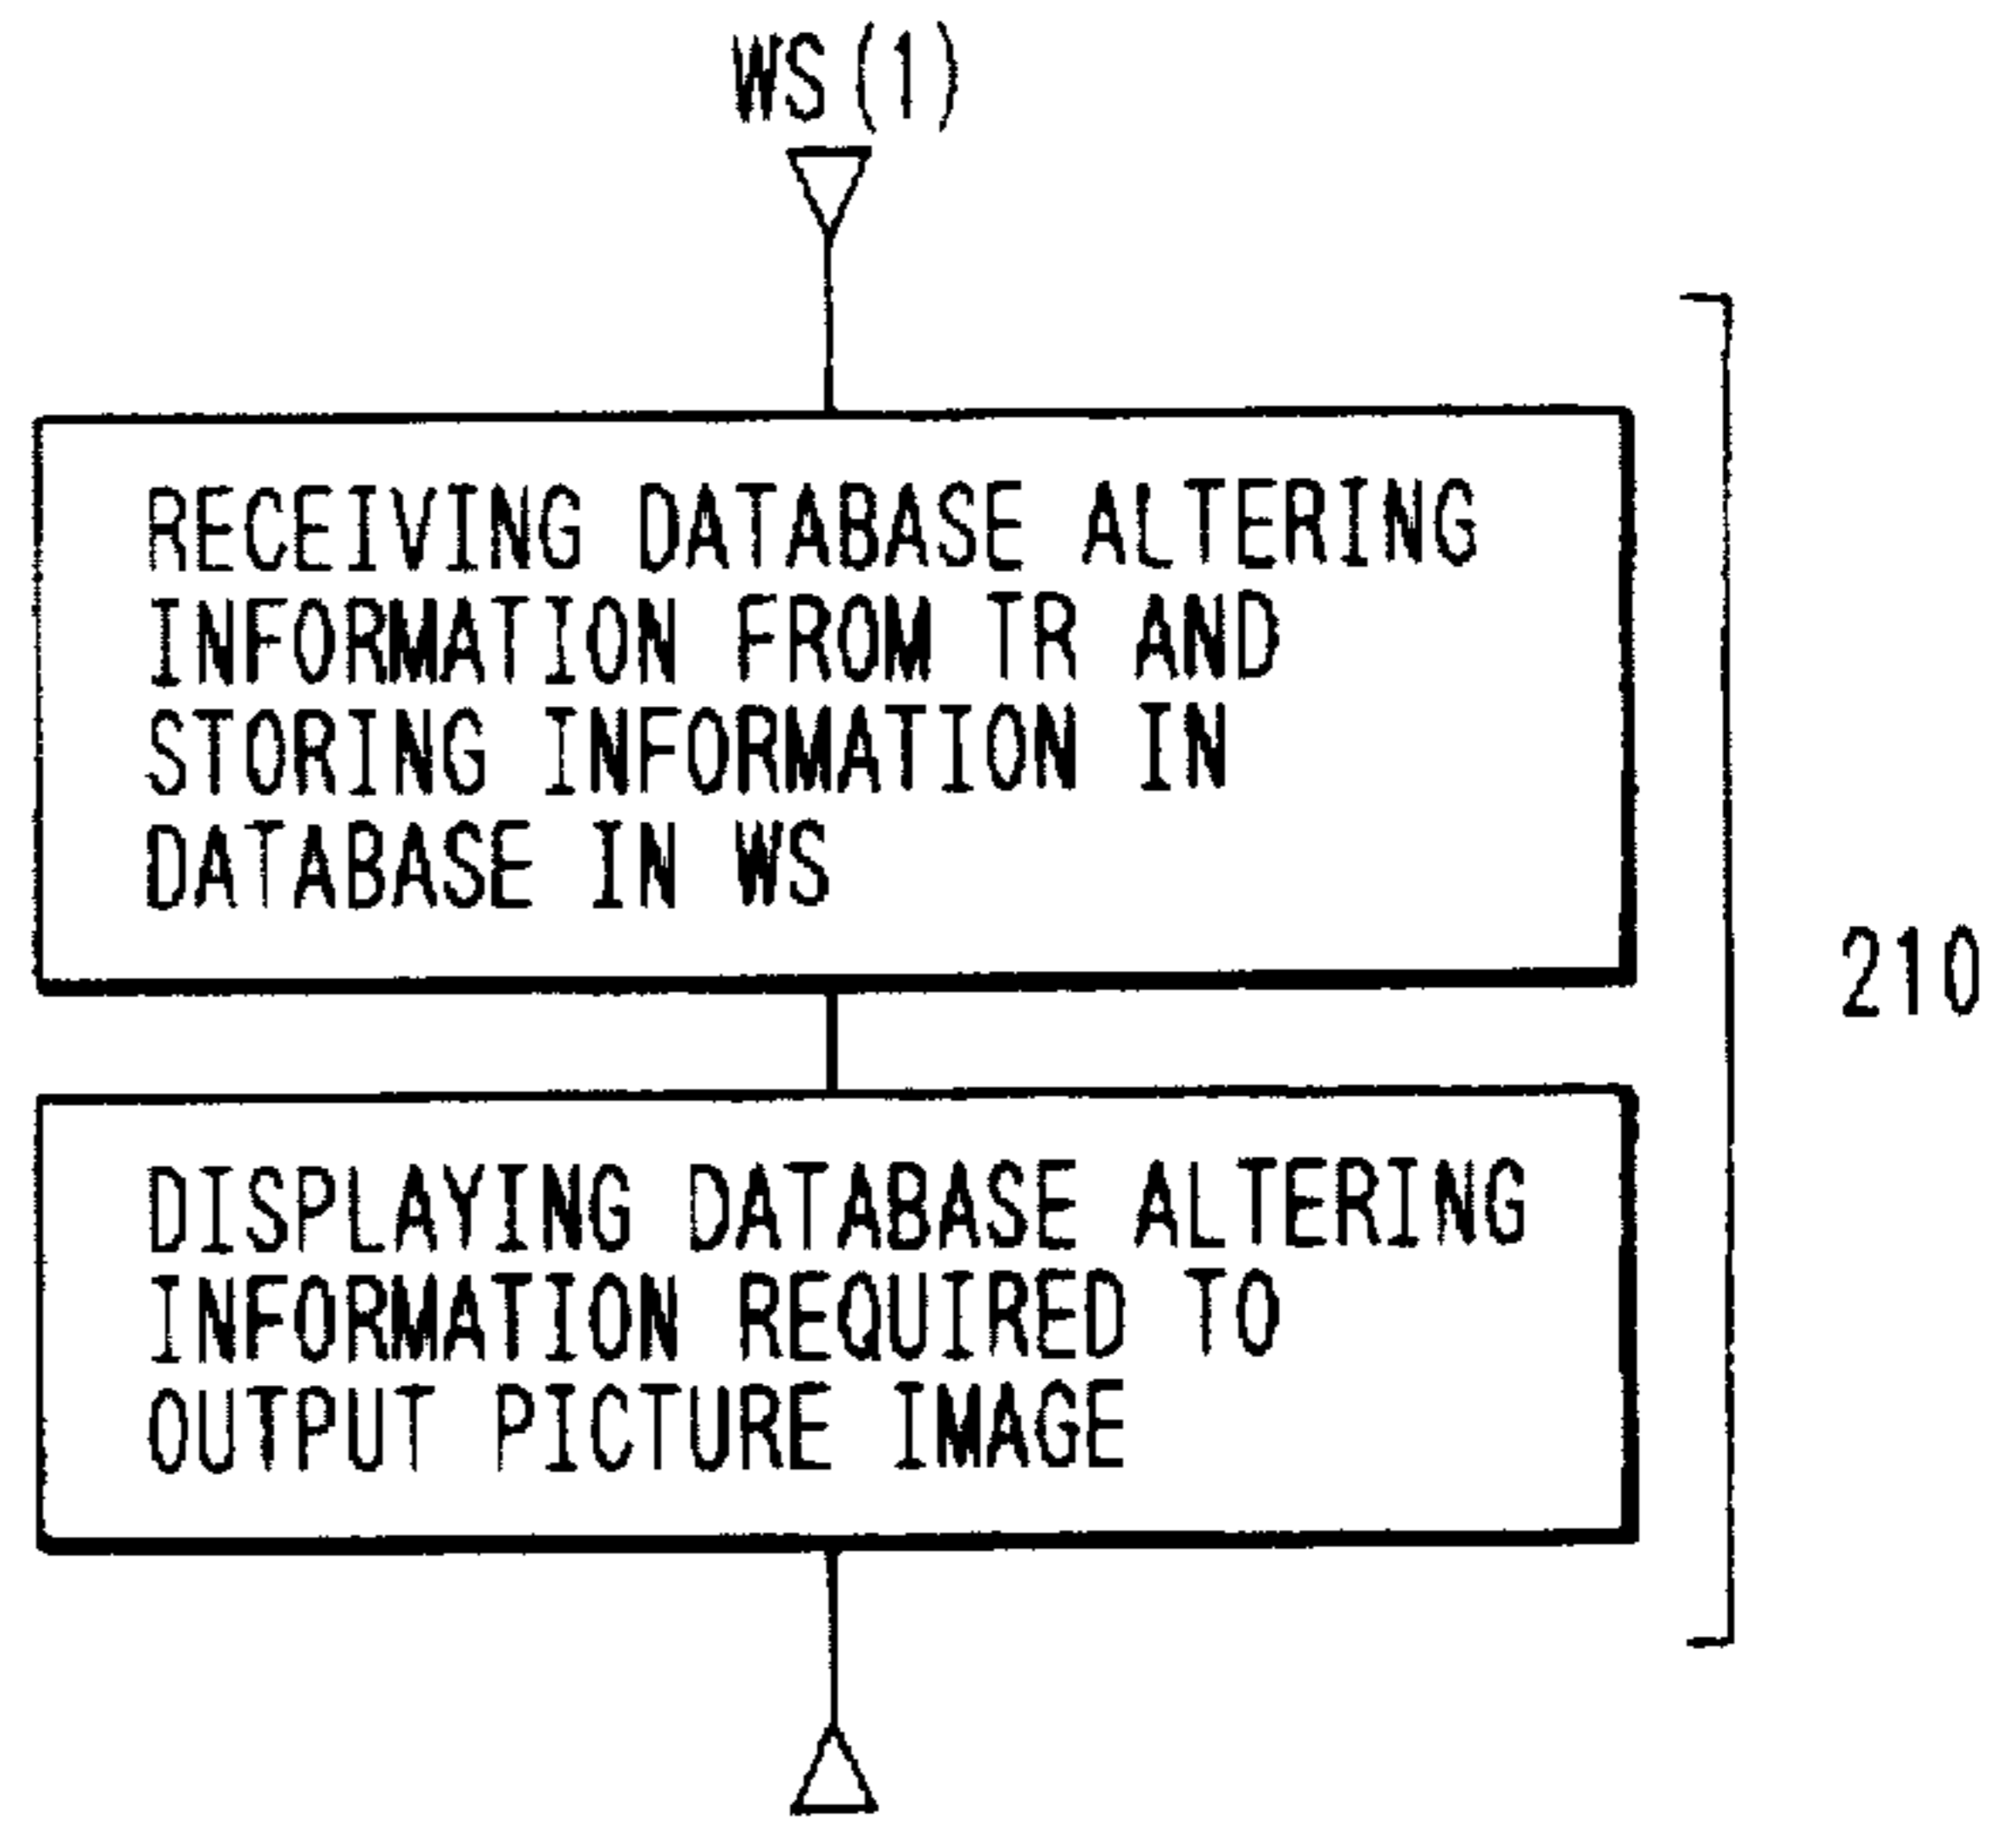 WS(1)
RECEIVING DATABASE ALTERING
INFORMATION FROM TR AND
STORING INFORMATION IN
DATABASE IN WS
210
DISPLAYING DATABASE ALTERING
INFORMATION REQUIRED TO
OUTPUT PICTURE IMAGE